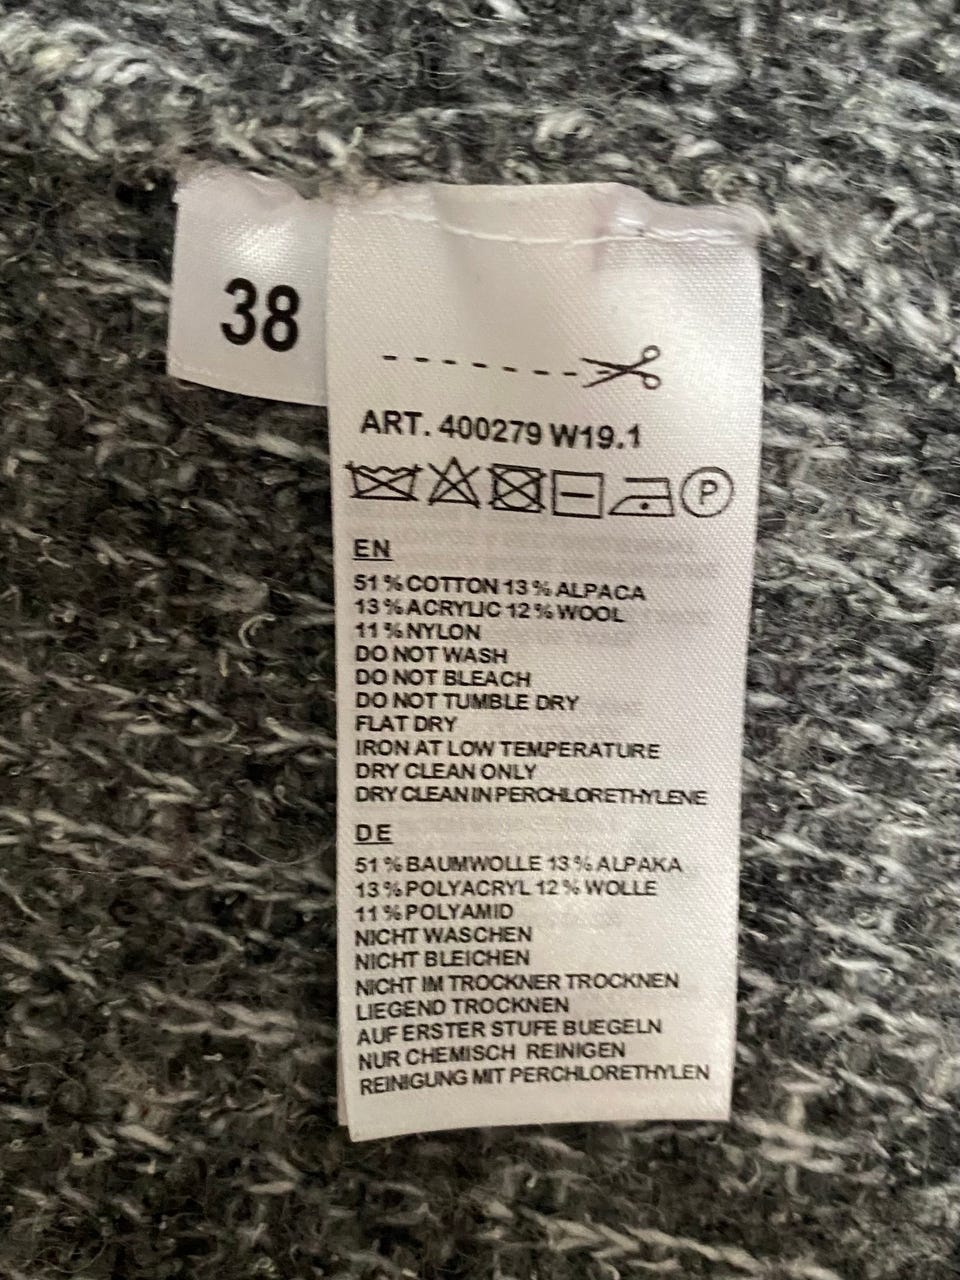 38
ART. 400279 W19.1
P
EN
51 % COTTON 13 % ALPACA
13 % ACRYLIC 12 % WOOL
11 % NYLON
DO NOT WASH
DO NOT BLEACH
DO NOT TUMBLE DRY
FLAT DRY
IRON AT LOW TEMPERATURE
DRY CLEAN ONLY
DRY CLEAN IN PERCHLORETHYLENE
DE
51 % BAUMWOLLE 13 % ALPAKA
13 % POLYACRYL 12 % WOLLE
11 % POLYAMID
NICHT WASCHEN
NICHT BLEICHEN
NICHT IM TROCKNER TROCKNEN
LIEGEND TROCKNEN
AUF ERSTER STUFE BUEGELN
NUR CHEMISCH REINIGEN
REINIGUNG MIT PERCHLORETHYLEN